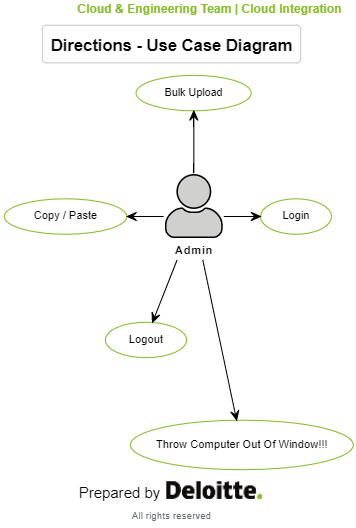 Cloud & Engineering Team | Cloud Integration
Directions - Use Case Diagram
Bulk Upload
Copy / Paste
Login
Admin
Logout
Throw Computer Out Of Window!!!
Prepared by Deloitte.
All rights reserved